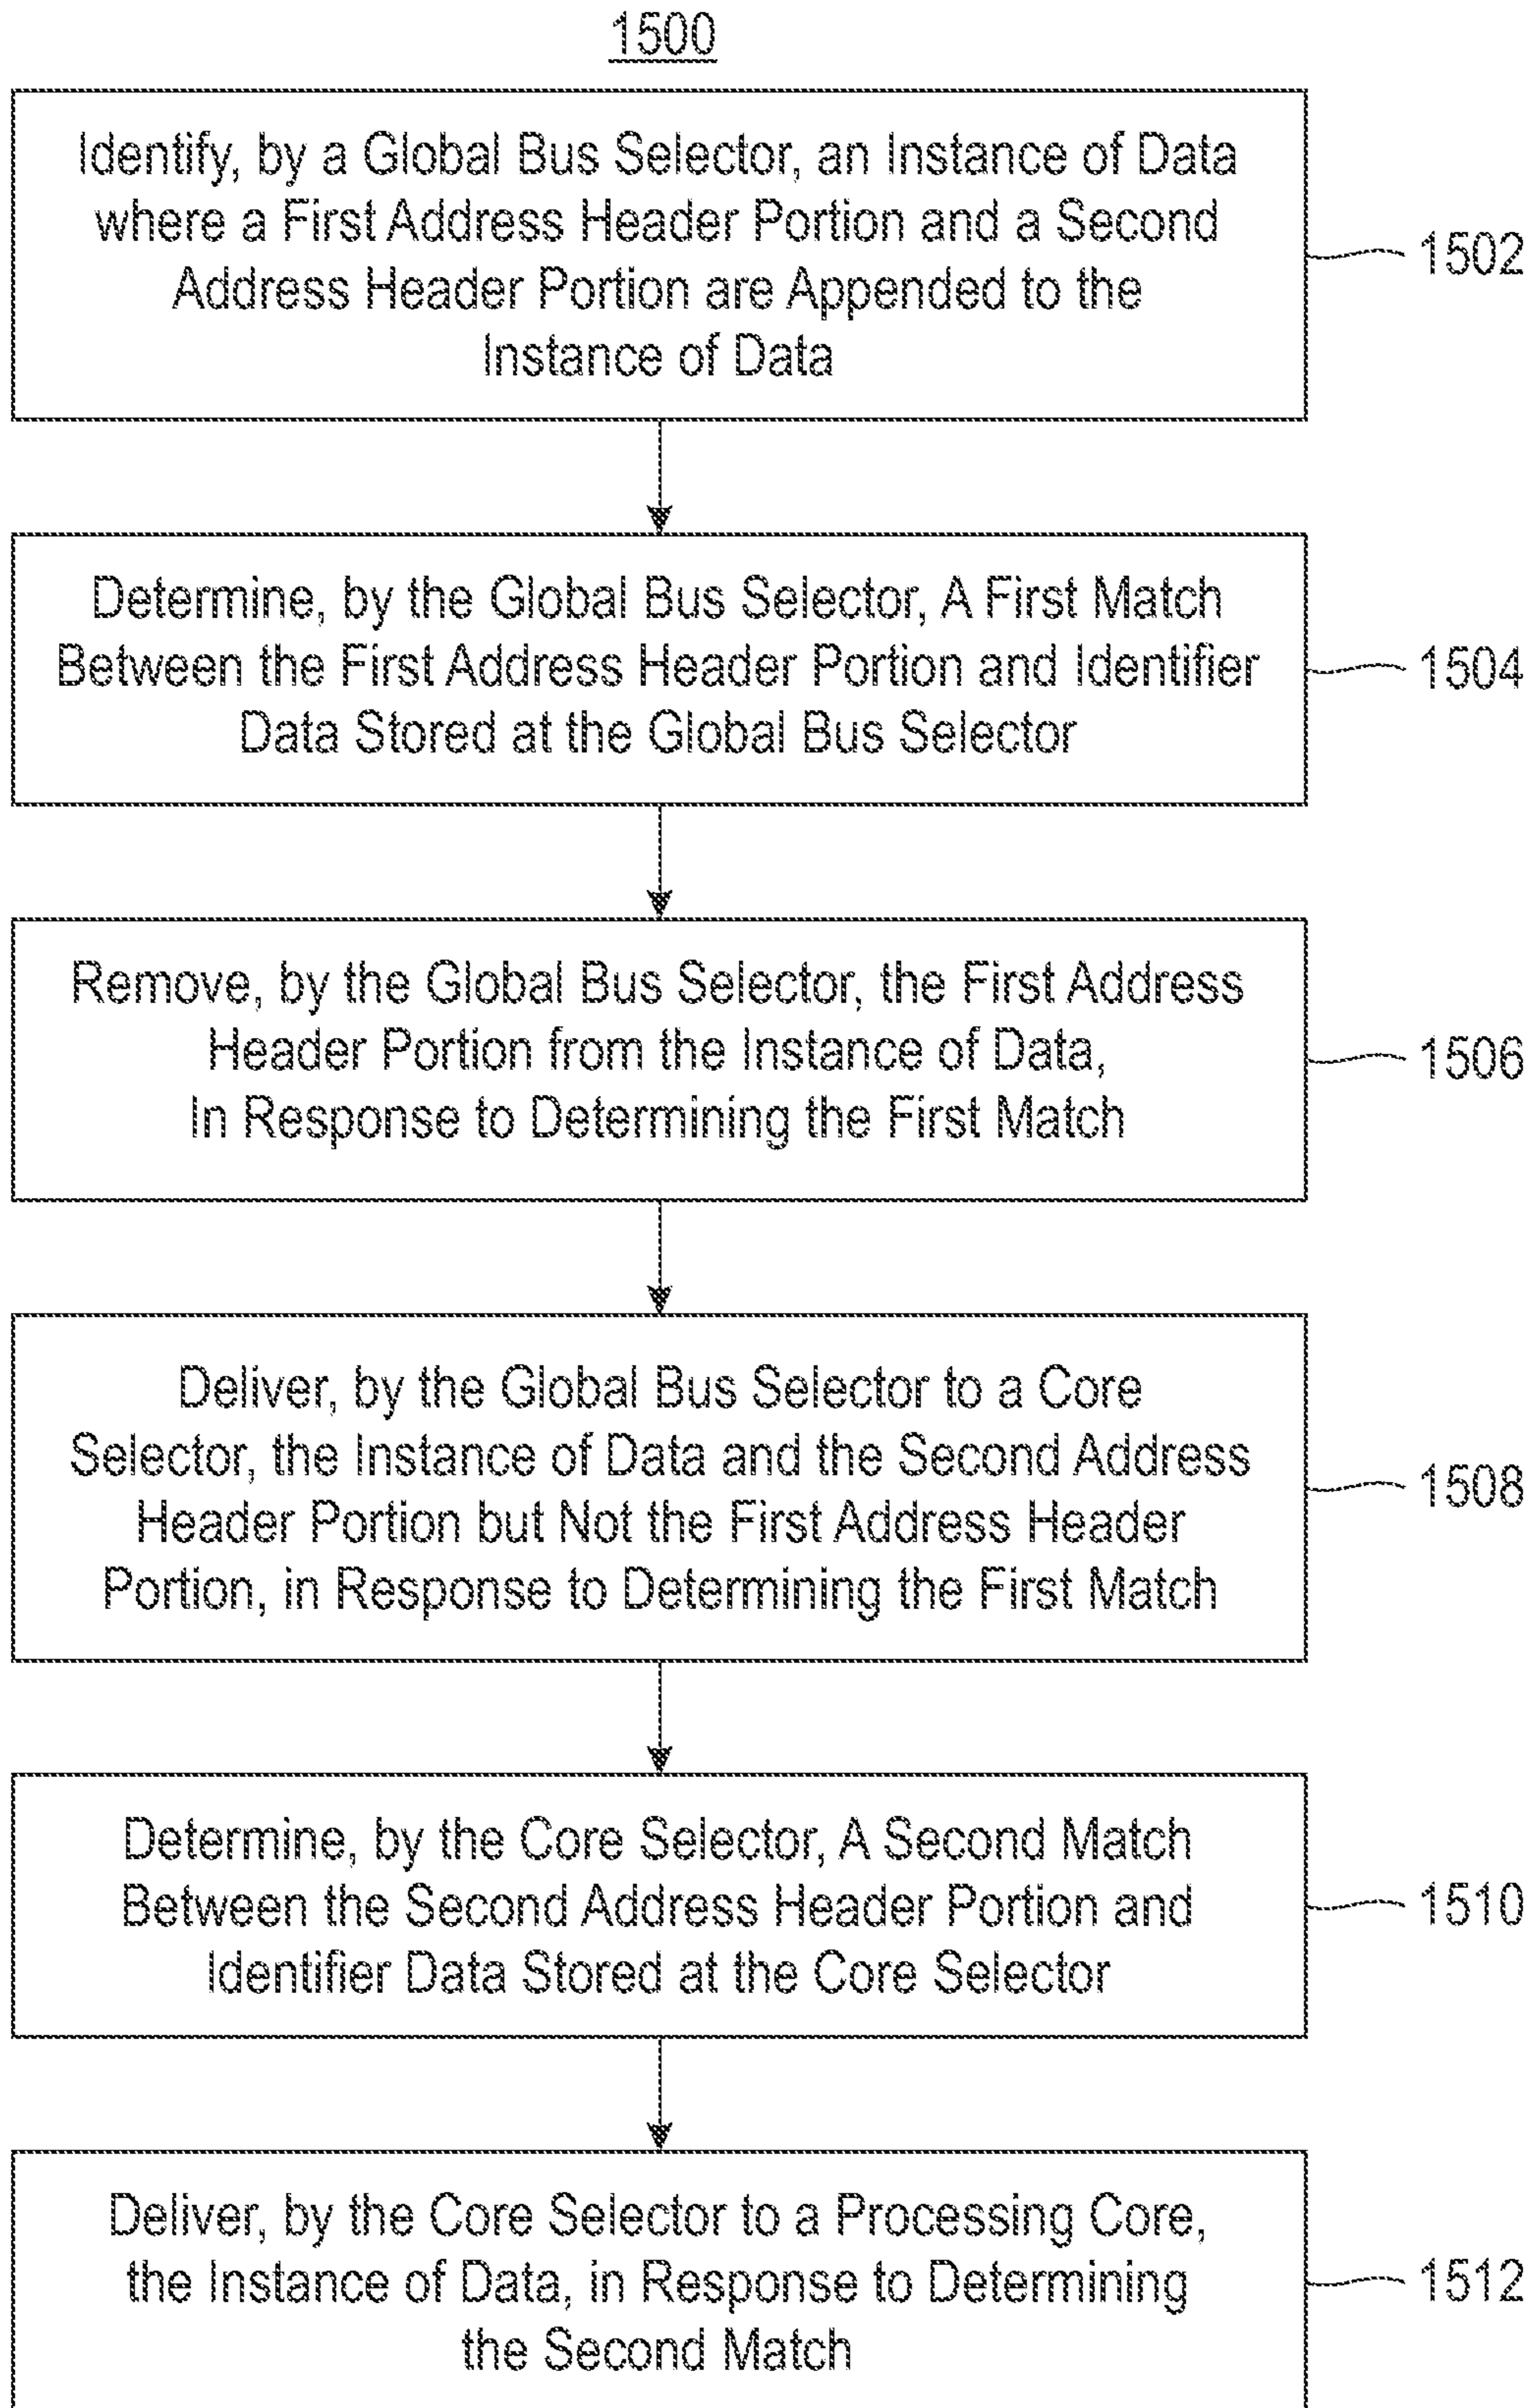 1500
Identify, by a Global Bus Selector, an Instance of Data
where a First Address Header Portion and a Second
Address Header Portion are Appended to the
Instance of Data
1502
Determine, by the Global Bus Selector, A First Match
Between the First Address Header Portion and Identifier
Data Stored at the Global Bus Selector
1504
Remove, by the Global Bus Selector, the First Address
Header Portion from the Instance of Data,
In Response to Determining the First Match
1506
Deliver, by the Global Bus Selector to a Core
Selector, the Instance of Data and the Second Address
Header Portion but Not the First Address Header
Portion, in Response to Determining the First Match
1508
Determine, by the Core Selector, A Second Match
Between the Second Address Header Portion and
Identifier Data Stored at the Core Selector
1510
Deliver, by the Core Selector to a Processing Core,
the Instance of Data, in Response to Determining
the Second Match
1512